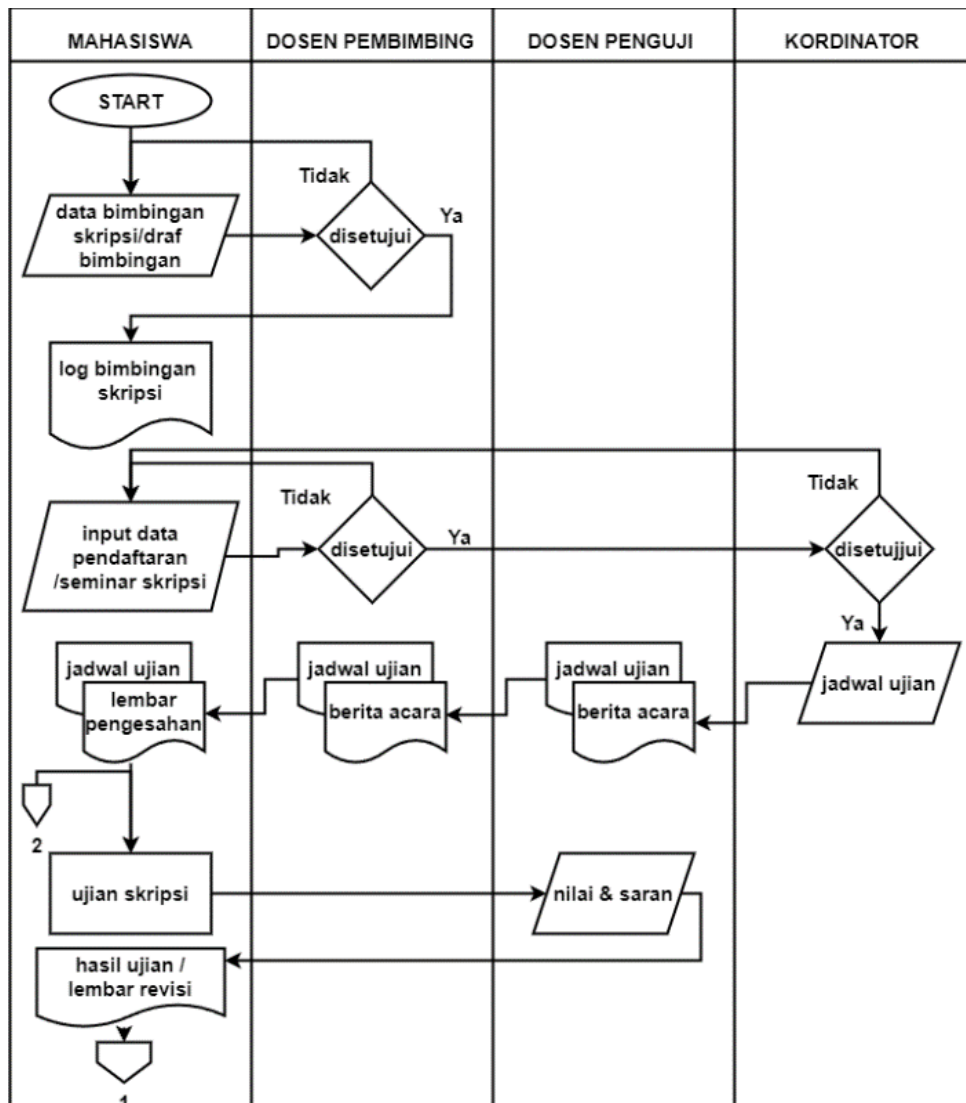 MAHASISWA
DOSEN PEMBIMBING
DOSEN PENGUJI
KORDINATOR
START
Tidak
data bimbingan
skripsi/draf
bimbingan
disetujui
Ya
log bimbingan
skripsi
Tidak
Tidak
input data
pendaftaran
/seminar skripsi
disetujui
Ya
disetujjui
Ya
jadwal ujian
lembar
pengesahan
jadwal ujian
berita acara
jadwal ujian
berita acara
jadwal ujian
2
ujian skripsi
nilai & saran
hasil ujian /
lembar revisi
1